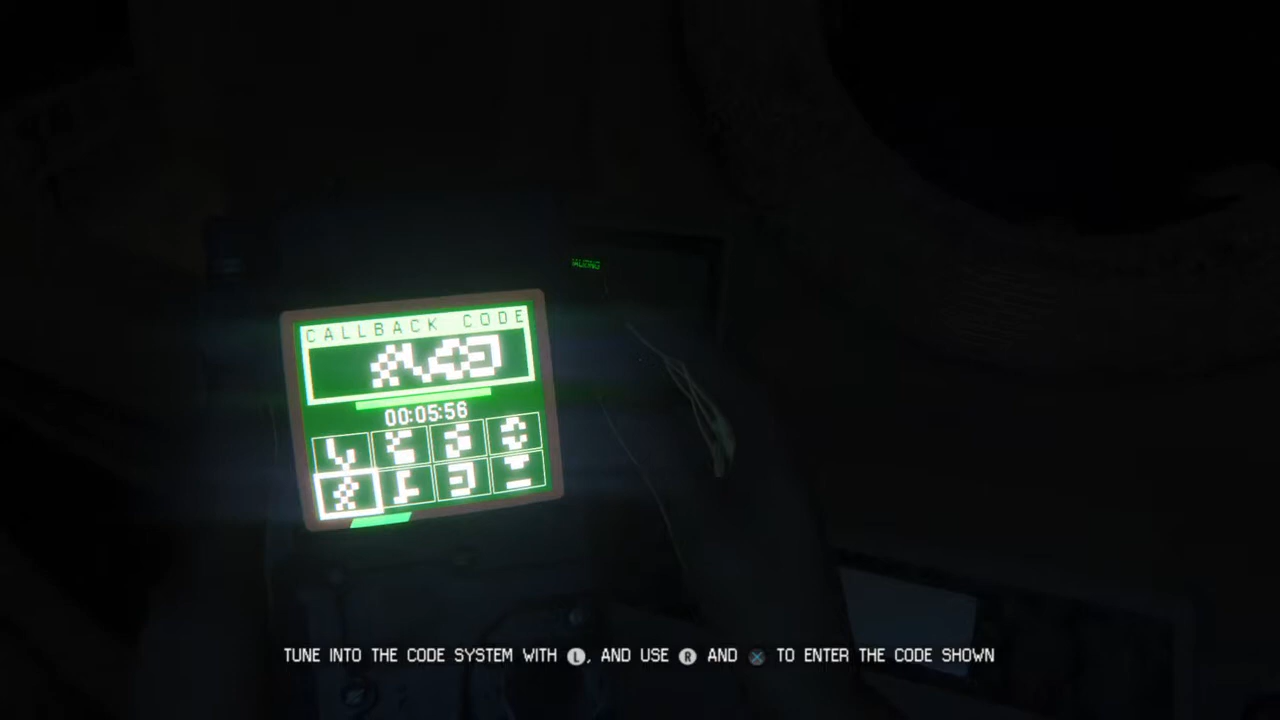 CALLBACK CODE
00:05:56
TUNE INTO THE CODE SYSTEM WITH L, AND USE R AND X TO ENTER THE CODE SHOWN